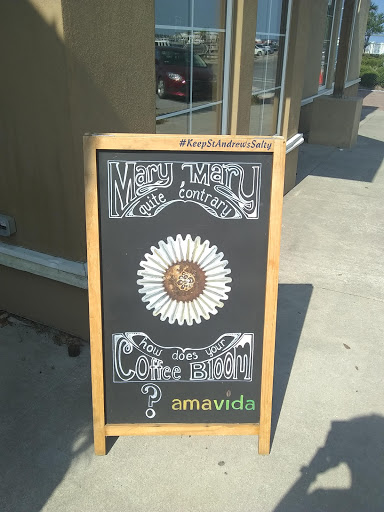 #KeepStAndrewsSalty
Mary Mary
quite contrary
how does your
Coffee Bloom
?
amavida